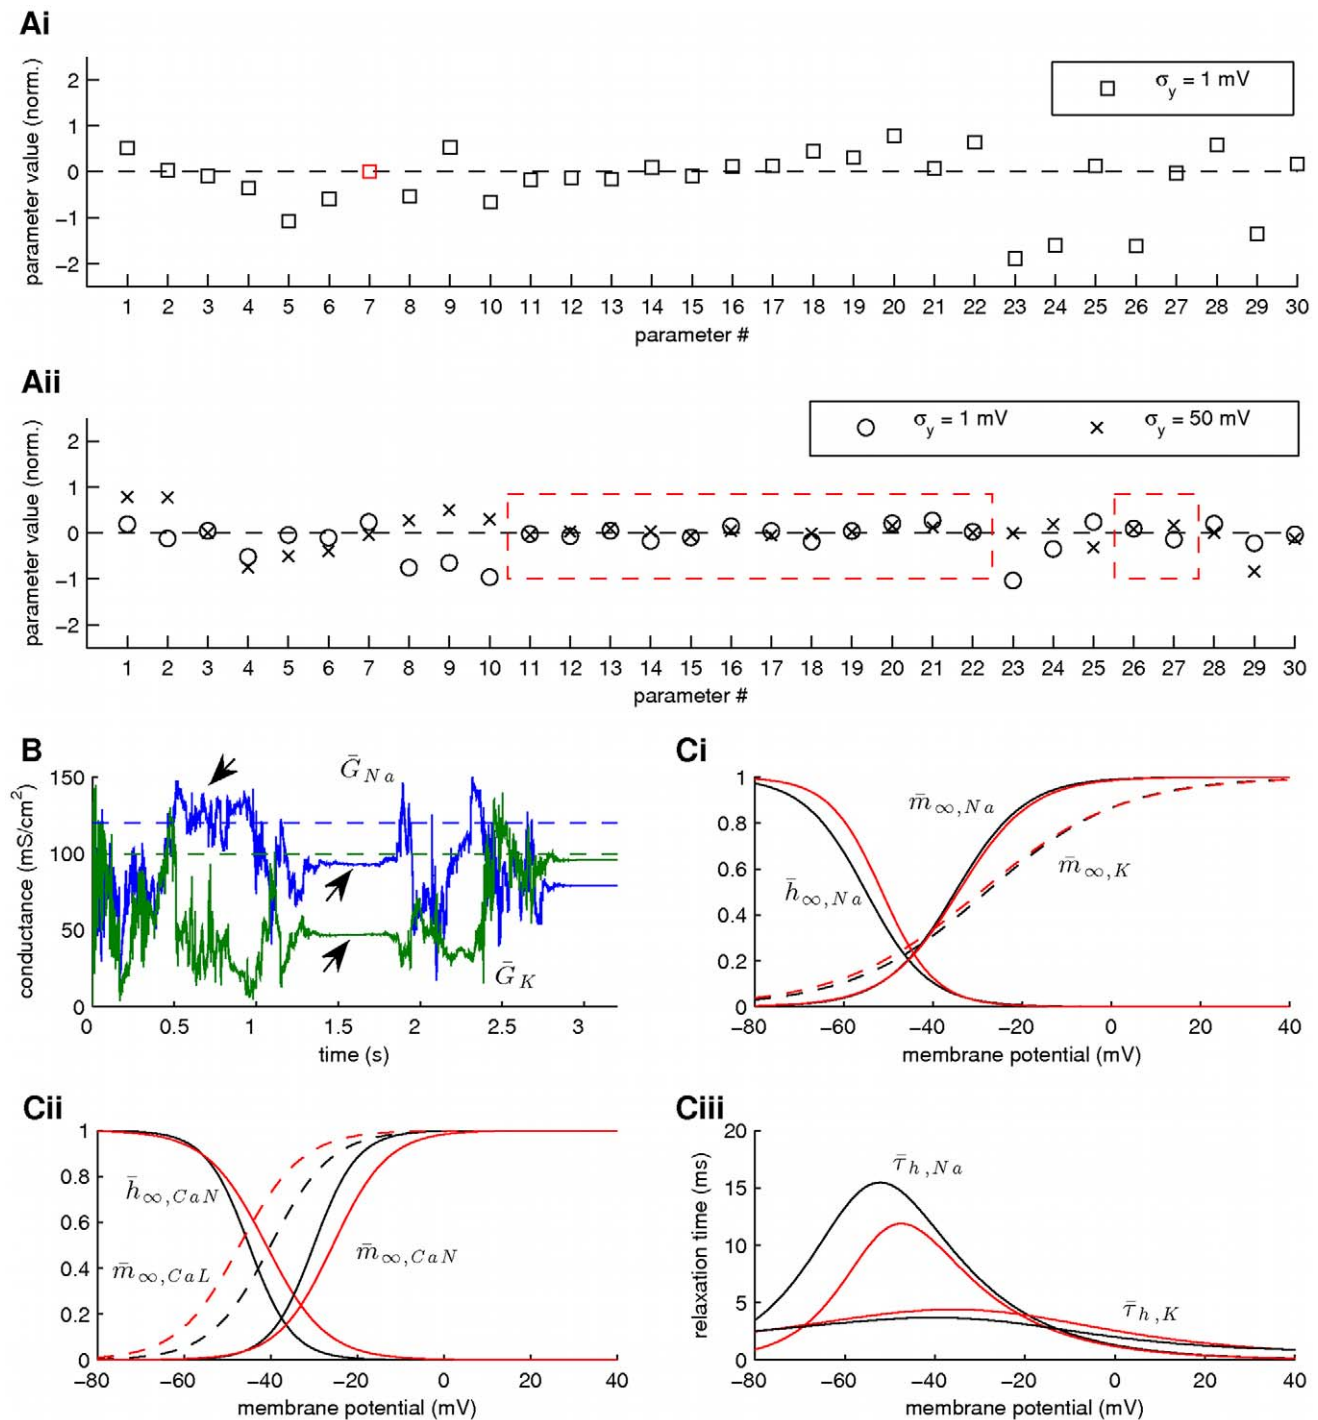 Ai
parameter value (norm.)
2
1
0
−1
−2
σy = 1 mV
1 2 3 4 5 6 7 8 9 10 11 12 13 14 15 16 17 18 19 20 21 22 23 24 25 26 27 28 29 30
parameter #
Aii
parameter value (norm.)
2
1
0
−1
−2
σy = 1 mV σy = 50 mV
1 2 3 4 5 6 7 8 9 10 11 12 13 14 15 16 17 18 19 20 21 22 23 24 25 26 27 28 29 30
parameter #
B
conductance (mS/cm²)
150
100
50
0
ḠNa
ḠK
0 0.5 1 1.5 2 2.5 3
time (s)
Ci
1
0.8
0.6
0.4
0.2
0
m̄∞,Na
m̄∞,K
h̄∞,Na
−80 −60 −40 −20 0 20 40
membrane potential (mV)
Cii
1
0.8
0.6
0.4
0.2
0
h̄∞,CaN
m̄∞,CaN
m̄∞,CaL
−80 −60 −40 −20 0 20 40
membrane potential (mV)
Ciii
relaxation time (ms)
20
15
10
5
0
τ̄h,Na
τ̄h,K
−80 −60 −40 −20 0 20 40
membrane potential (mV)